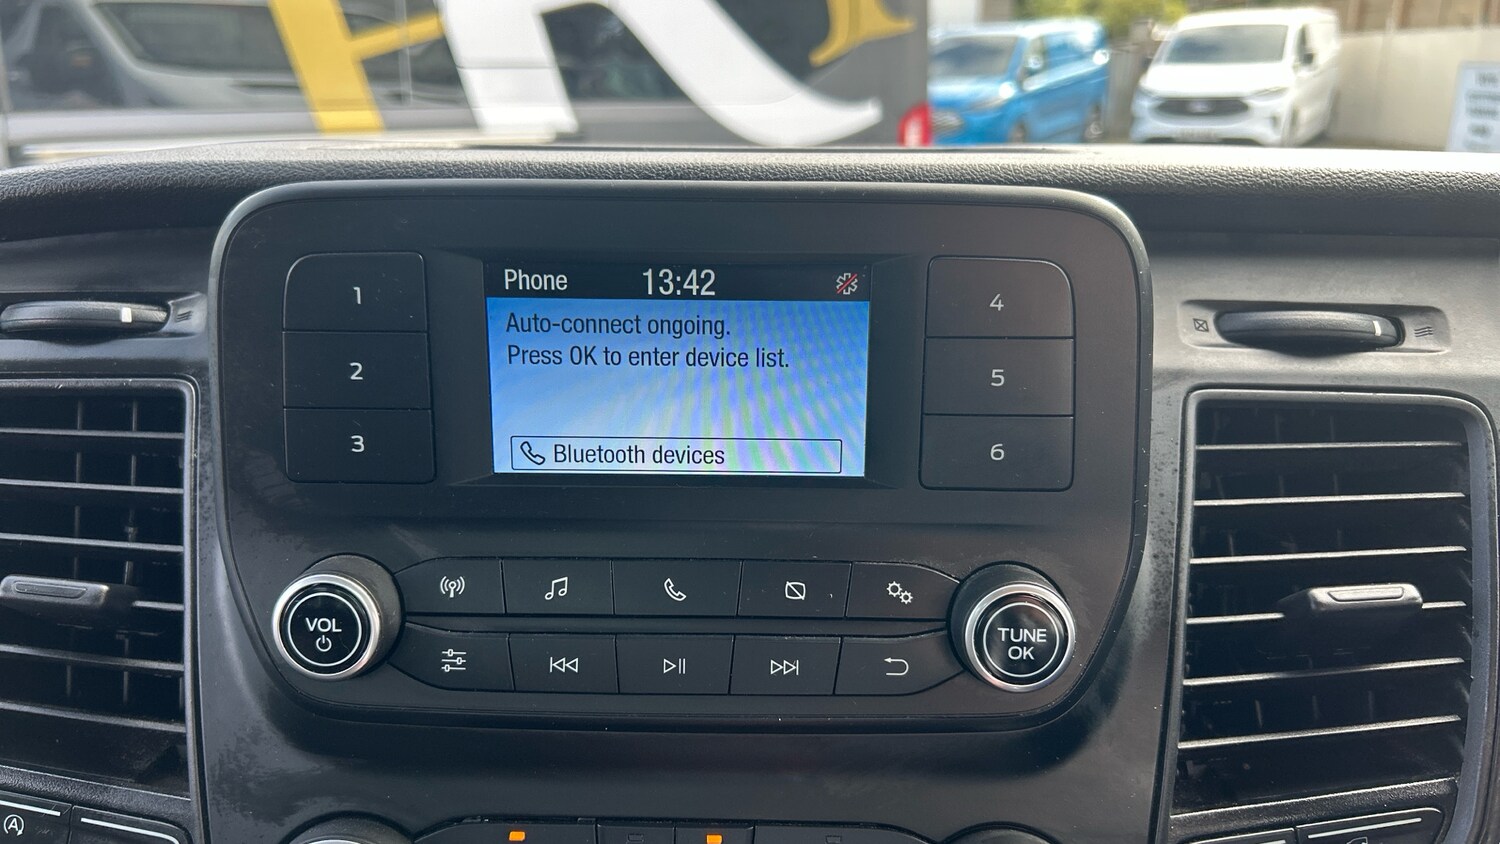 Phone 13:42
Auto-connect ongoing.
Press OK to enter device list.
Bluetooth devices
1
2
3
4
5
6
VOL
TUNE
OK
A